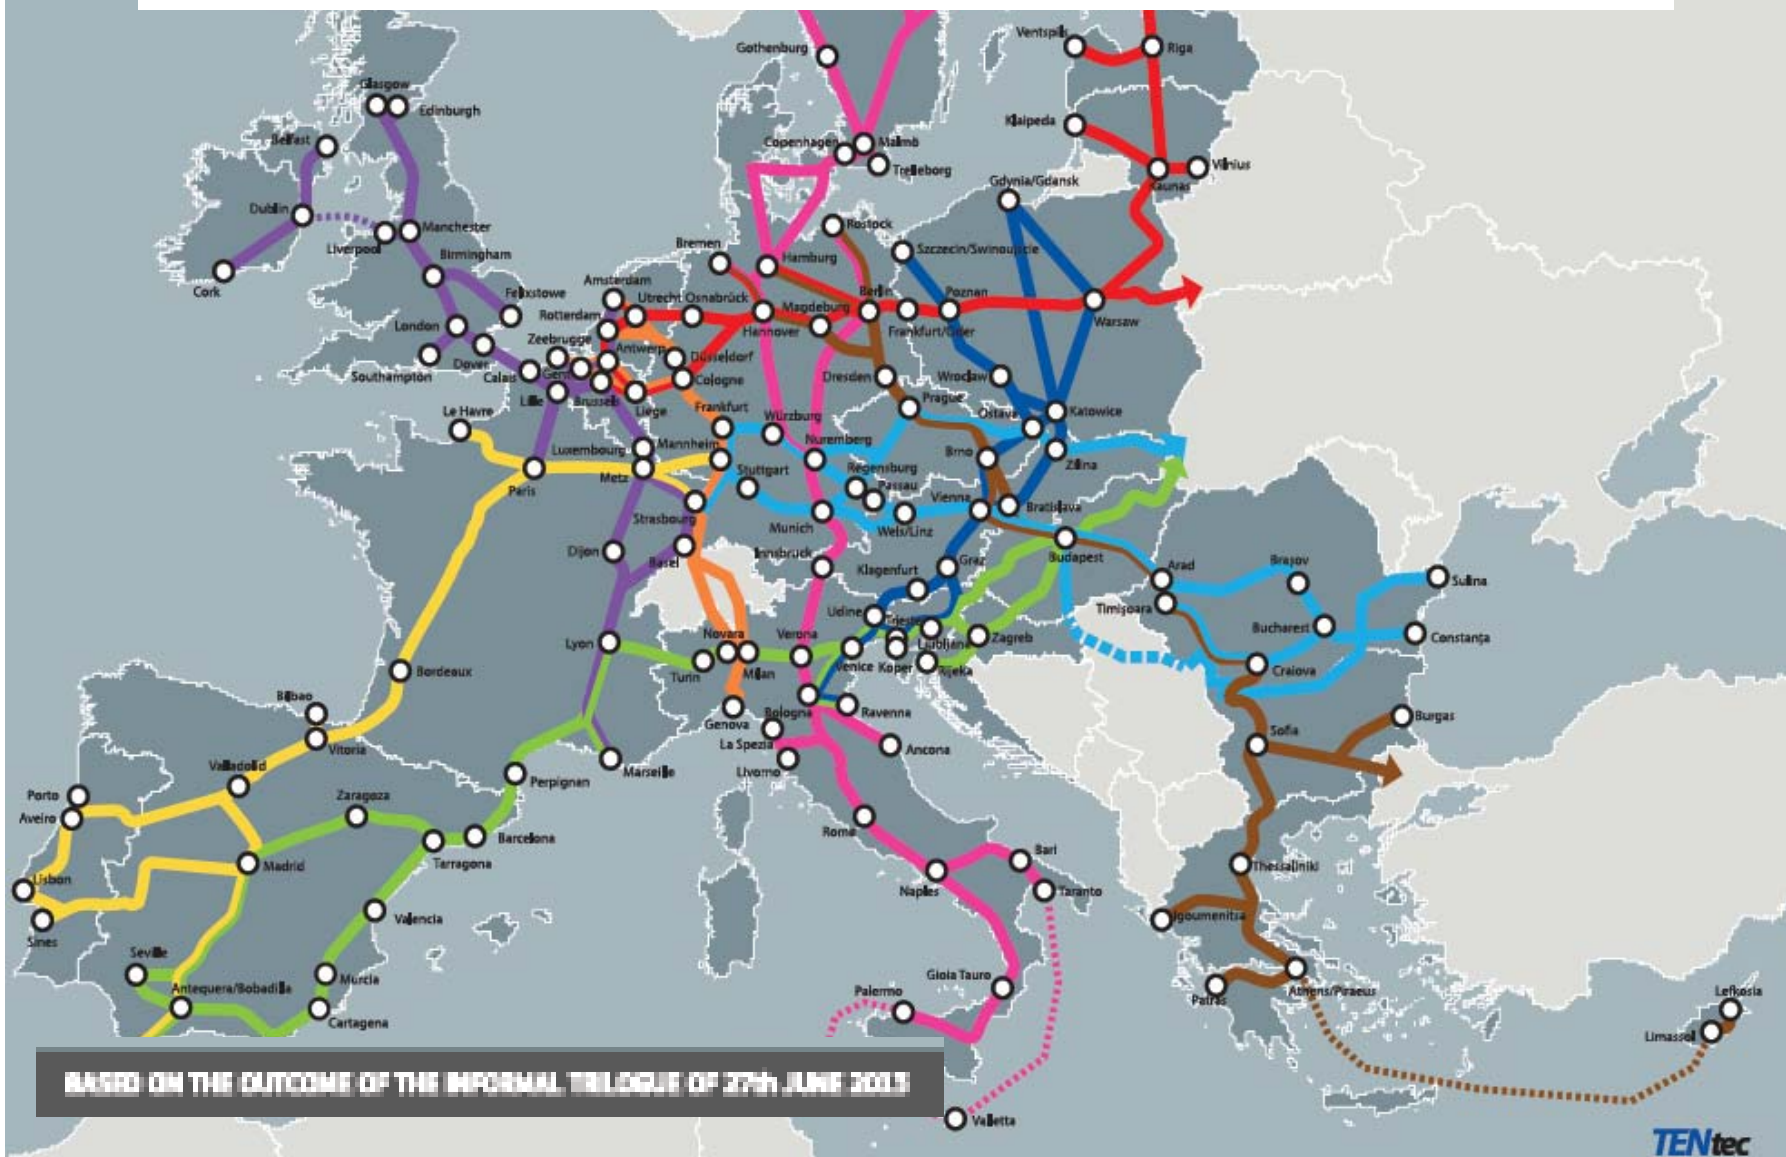 Gothenburg
Ventspils
Riga
Glasgow
Edinburgh
Klaipeda
Belfast
Copenhagen
Malmö
Trelleborg
Vilnius
Kaunas
Gdynia/Gdansk
Dublin
Liverpool
Manchester
Rostock
Bremen
Szczecin/Swinoujscie
Birmingham
Hamburg
Cork
Amsterdam
Felixstowe
Utrecht
Osnabrück
Berlin
Poznan
Rotterdam
Magdeburg
London
Hannover
Frankfurt/Oder
Warsaw
Zeebrugge
Antwerp
Düsseldorf
Dover
Southampton
Calais
Gent
Cologne
Dresden
Wroclaw
Lille
Brussels
Liege
Frankfurt
Prague
Le Havre
Würzburg
Ostava
Katowice
Luxembourg
Mannheim
Nuremberg
Brno
Zilina
Paris
Metz
Stuttgart
Regensburg
Passau
Vienna
Bratislava
Strasbourg
Munich
Wels/Linz
Dijon
Basel
Innsbruck
Klagenfurt
Graz
Budapest
Arad
Braşov
Sulina
Timişoara
Udine
Trieste
Ljubljana
Zagreb
Bucharest
Constanţa
Lyon
Novara
Verona
Turin
Milan
Venice
Koper
Rijeka
Craiova
Bordeaux
Bilbao
Genova
Bologna
Ravenna
Burgas
Vitoria
La Spezia
Ancona
Sofia
Valladolid
Livorno
Marseille
Perpignan
Porto
Aveiro
Zaragoza
Barcelona
Rome
Madrid
Tarragona
Bari
Thessaliniki
Lisbon
Naples
Taranto
Valencia
Igoumenitsa
Sines
Seville
Murcia
Gioia Tauro
Antequera/Bobadilla
Palermo
Patras
Athens/Piraeus
Lefkosia
Cartagena
Limassol
BASED ON THE OUTCOME OF THE INFORMAL TRILOGUE OF 27th JUNE 2013
Valletta
TENtec